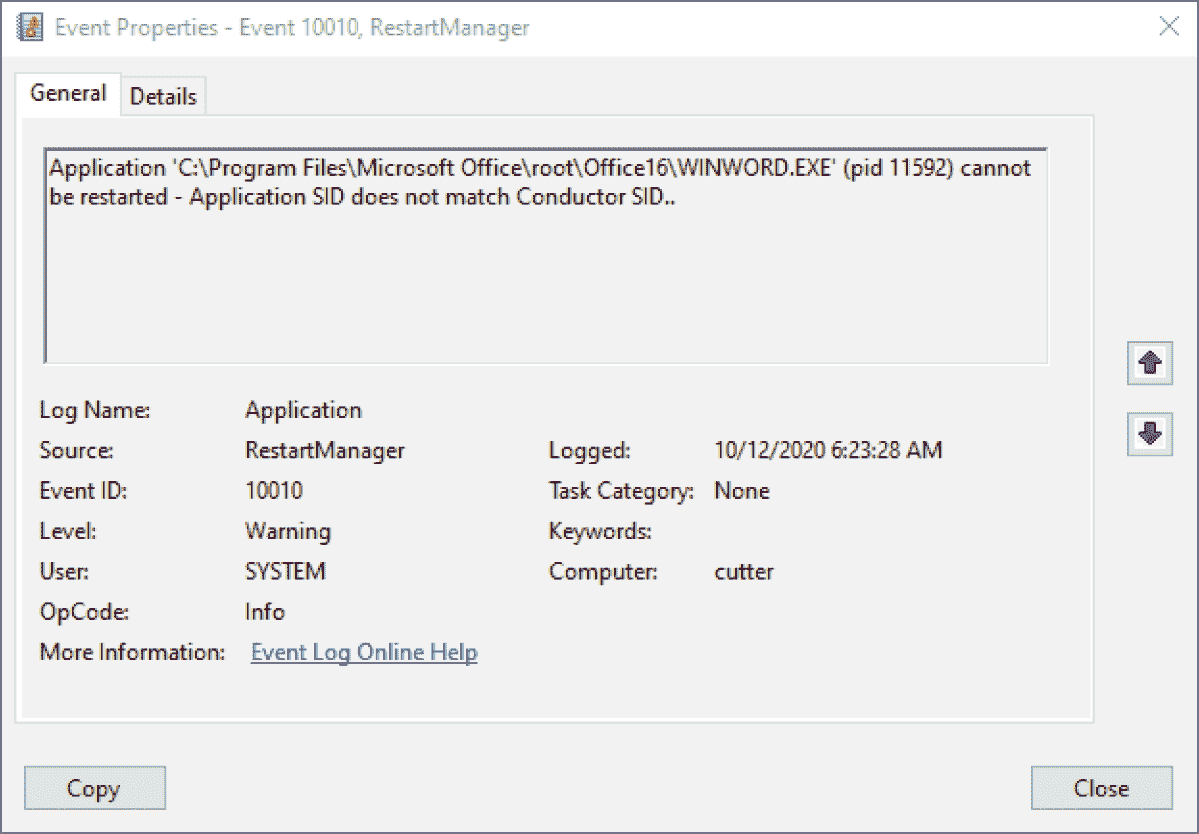 Event Properties - Event 10010, RestartManager
General Details
Application 'C:\Program Files\Microsoft Office\root\Office16\WINWORD.EXE' (pid 11592) cannot
be restarted - Application SID does not match Conductor SID..
Log Name: Application
Source: RestartManager Logged: 10/12/2020 6:23:28 AM
Event ID: 10010 Task Category: None
Level: Warning Keywords:
User: SYSTEM Computer: cutter
OpCode: Info
More Information: Event Log Online Help
Copy Close